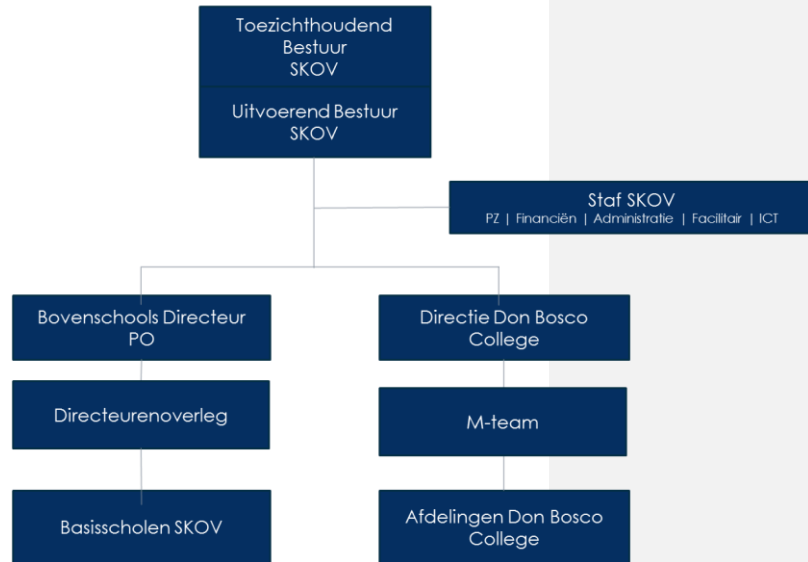 Toezichthoudend
Bestuur
SKOV
Uitvoerend Bestuur
SKOV
Staf SKOV
PZ | Financiën | Administratie | Facilitair | ICT
Bovenschools Directeur
PO
Directie Don Bosco
College
Directeurenoverleg
M-team
Basisscholen SKOV
Afdelingen Don Bosco
College